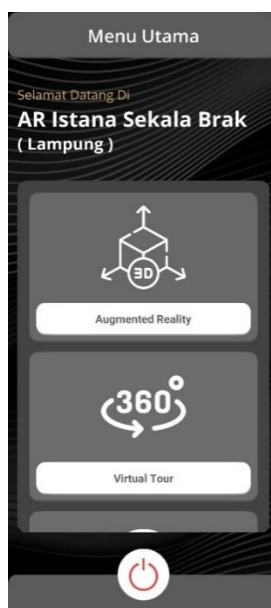 Menu Utama
Selamat Datang Di
AR Istana Sekala Brak
( Lampung )
3D
Augmented Reality
360°
Virtual Tour